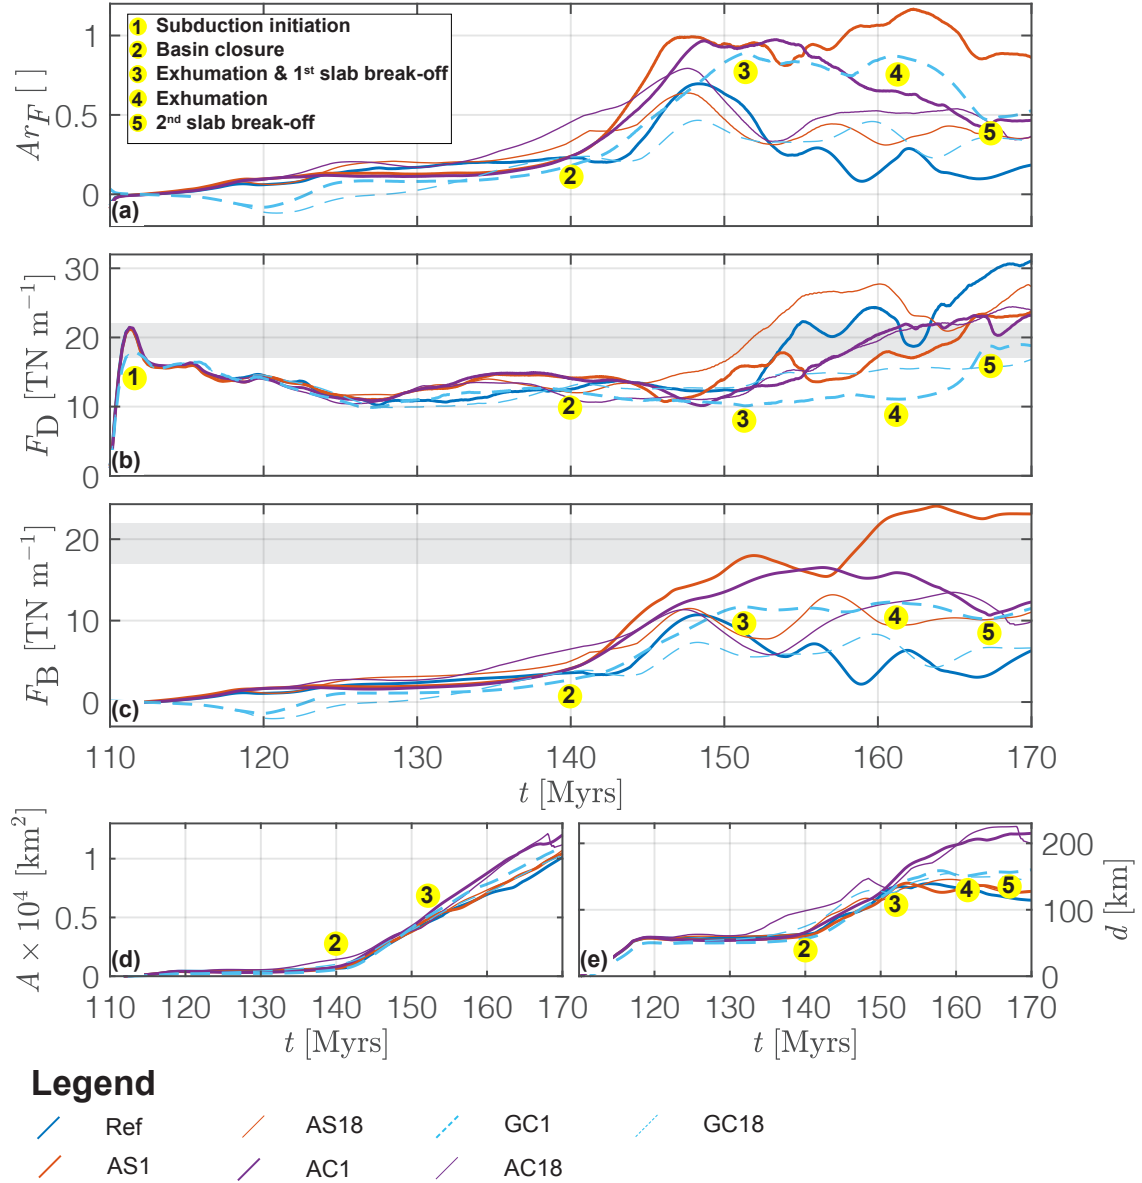 1 Subduction initiation
2 Basin closure
3 Exhumation & 1st slab break-off
4 Exhumation
5 2nd slab break-off
ArF [ ]
1
0.5
0
2
3
4
5
(a)
FD [TN m−1]
30
20
10
0
1
2
3
4
5
(b)
FB [TN m−1]
20
10
0
2
3
4
5
(c)
110 120 130 140 150 160 170
t [Myrs]
A × 104 [km2]
1
0.5
0
2
3
(d)
110 120 130 140 150 160 170
t [Myrs]
200
100
0
d [km]
2
3
4
5
(e)
120 130 140 150 160 170
t [Myrs]
Legend
Ref AS18 GC1 GC18
AS1 AC1 AC18